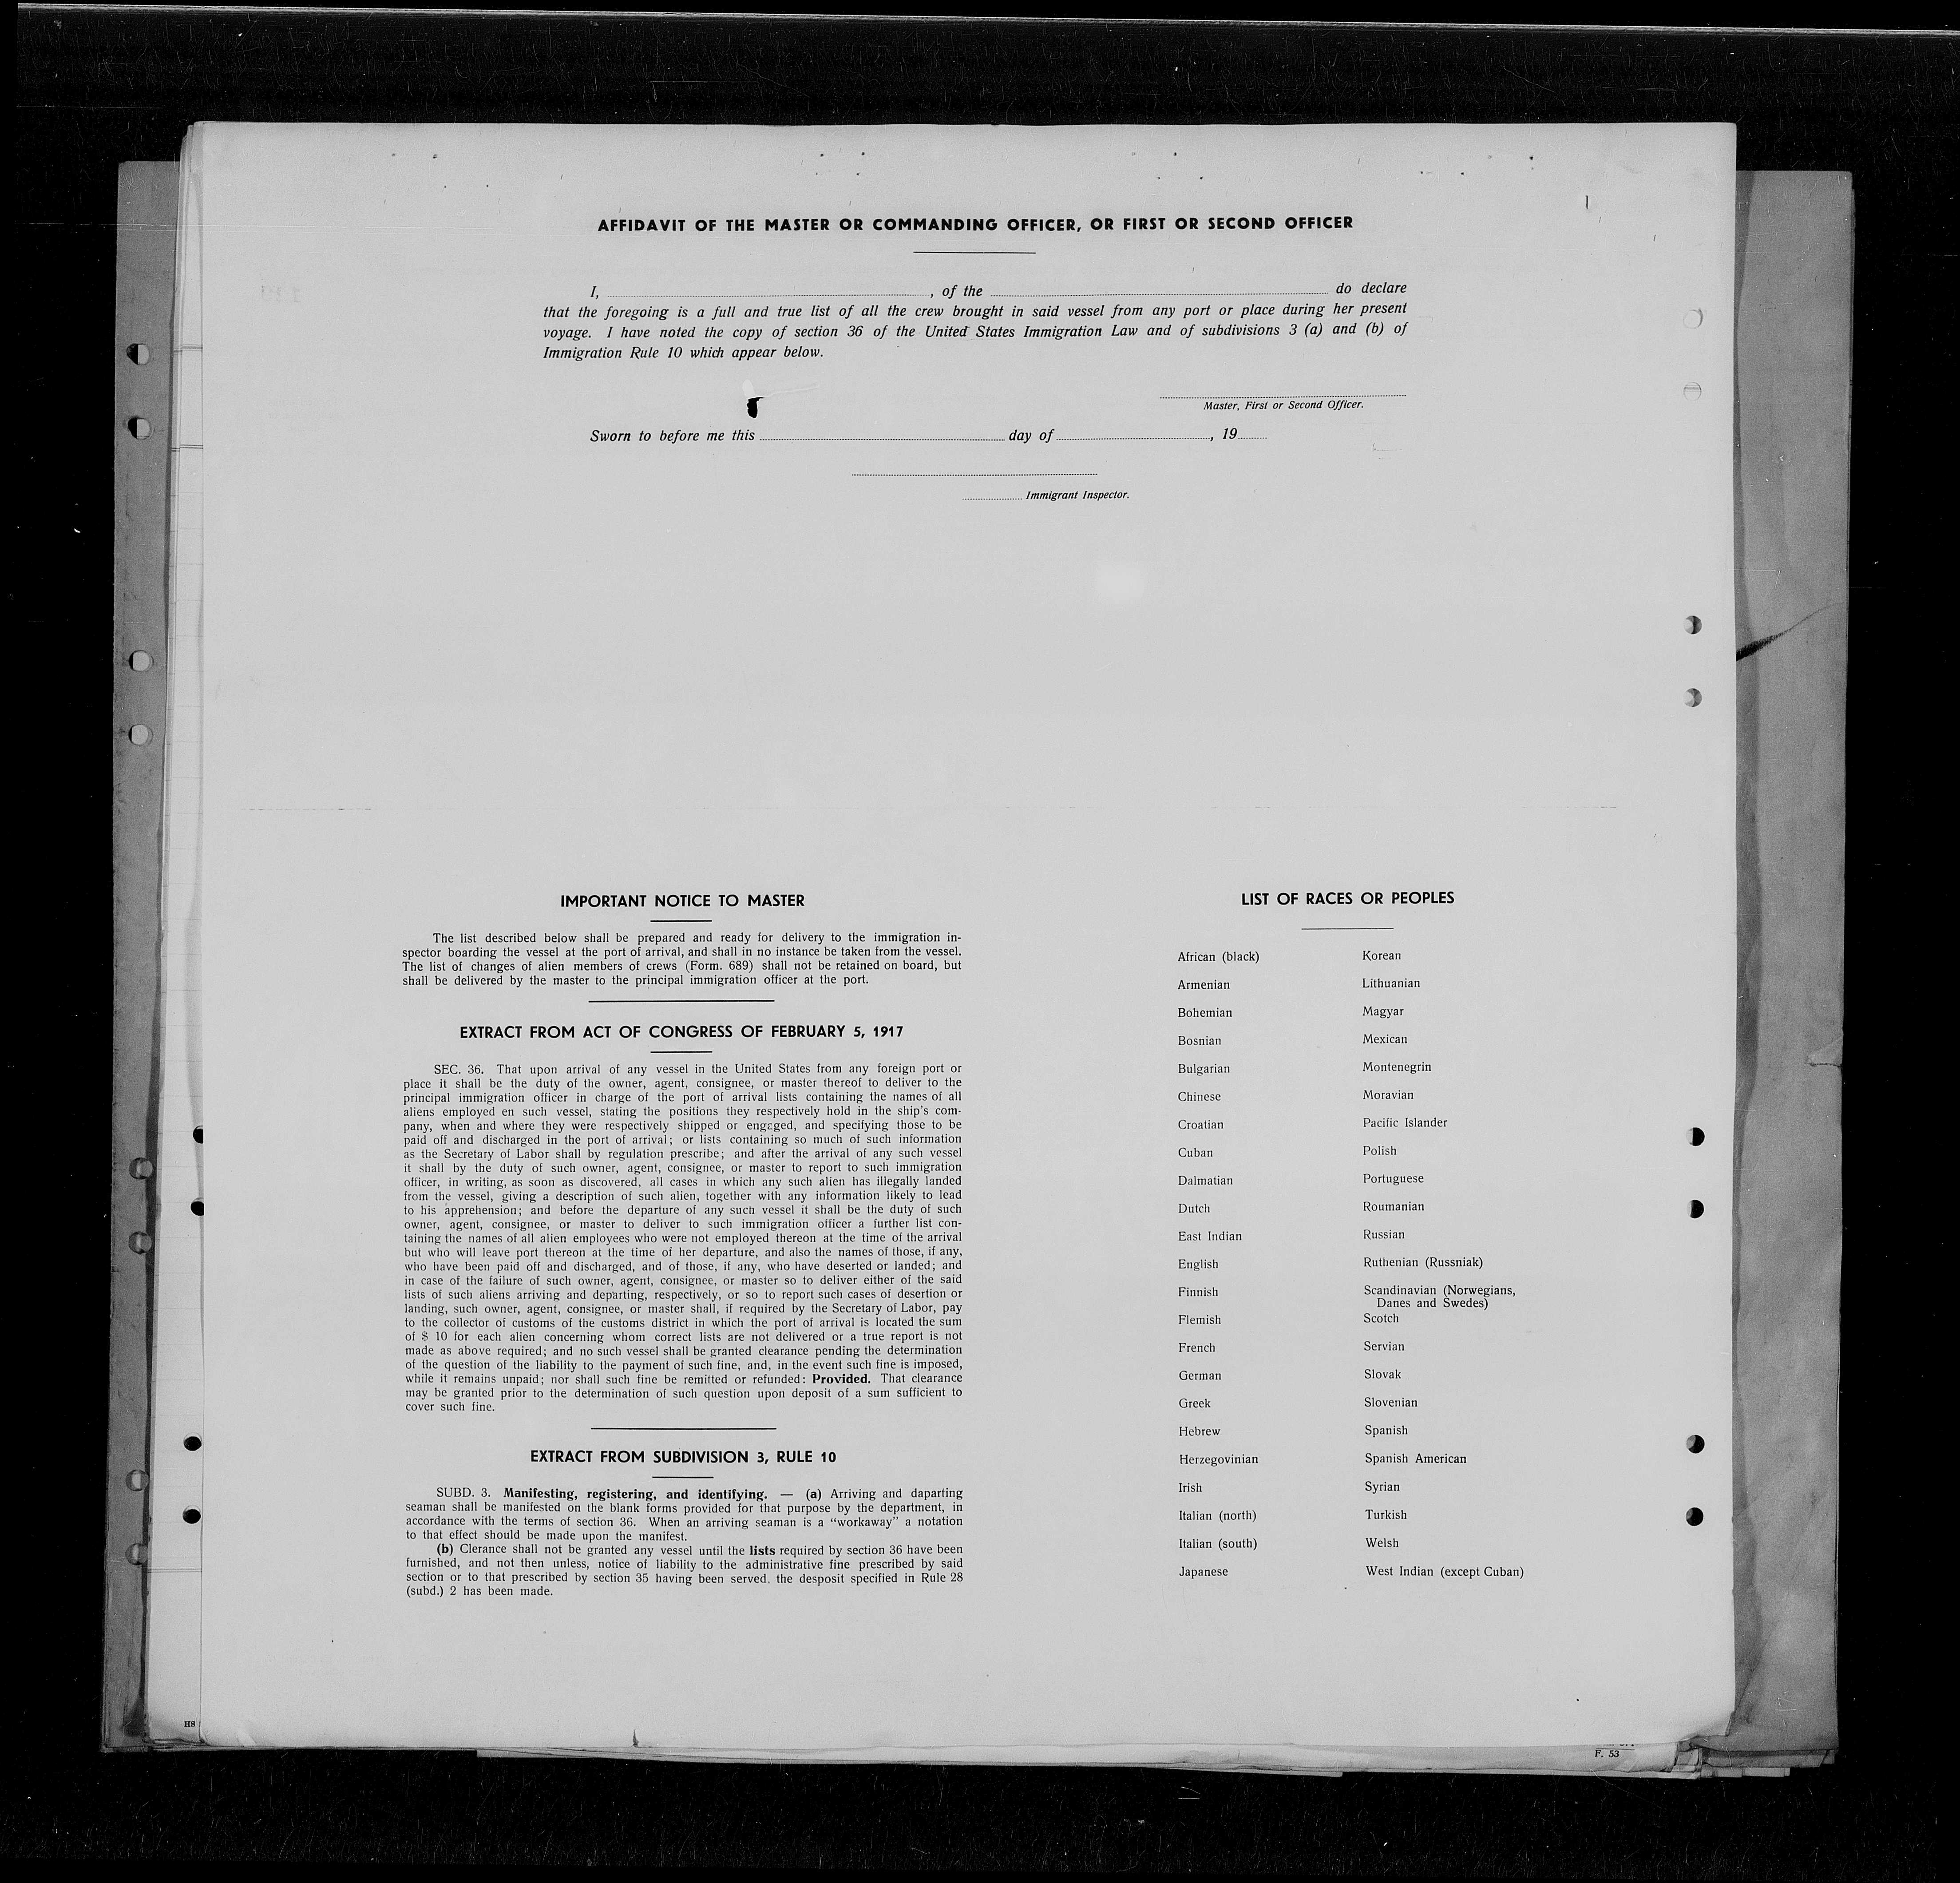 AFFIDAVIT OF THE MASTER OR COMMANDING OFFICER, OR FIRST OR SECOND OFFICER
I, , of the do declare
that the foregoing is a full and true list of all the crew brought in said vessel from any port or place during her present
voyage. I have noted the copy of section 36 of the United States Immigration Law and of subdivisions 3 (a) and (b) of
Immigration Rule 10 which appear below.
Master, First or Second Officer.
Sworn to before me this day of , 19
Immigrant Inspector.
IMPORTANT NOTICE TO MASTER
The list described below shall be prepared and ready for delivery to the immigration in-
spector boarding the vessel at the port of arrival, and shall in no instance be taken from the vessel.
The list of changes of alien members of crews (Form. 689) shall not be retained on board, but
shall be delivered by the master to the principal immigration officer at the port.
EXTRACT FROM ACT OF CONGRESS OF FEBRUARY 5, 1917
SEC. 36. That upon arrival of any vessel in the United States from any foreign port or
place it shall be the duty of the owner, agent, consignee, or master thereof to deliver to the
principal immigration officer in charge of the port of arrival lists containing the names of all
aliens employed en such vessel, stating the positions they respectively hold in the ship's com-
pany, when and where they were respectively shipped or engaged, and specifying those to be
paid off and discharged in the port of arrival; or lists containing so much of such information
as the Secretary of Labor shall by regulation prescribe; and after the arrival of any such vessel
it shall by the duty of such owner, agent, consignee, or master to report to such immigration
officer, in writing, as soon as discovered, all cases in which any such alien has illegally landed
from the vessel, giving a description of such alien, together with any information likely to lead
to his apprehension; and before the departure of any such vessel it shall be the duty of such
owner, agent, consignee, or master to deliver to such immigration officer a further list con-
taining the names of all alien employees who were not employed thereon at the time of the arrival
but who will leave port thereon at the time of her departure, and also the names of those, if any,
who have been paid off and discharged, and of those, if any, who have deserted or landed; and
in case of the failure of such owner, agent, consignee, or master so to deliver either of the said
lists of such aliens arriving and departing, respectively, or so to report such cases of desertion or
landing, such owner, agent, consignee, or master shall, if required by the Secretary of Labor, pay
to the collector of customs of the customs district in which the port of arrival is located the sum
of $ 10 for each alien concerning whom correct lists are not delivered or a true report is not
made as above required; and no such vessel shall be granted clearance pending the determination
of the question of the liability to the payment of such fine, and, in the event such fine is imposed,
while it remains unpaid; nor shall such fine be remitted or refunded: Provided. That clearance
may be granted prior to the determination of such question upon deposit of a sum sufficient to
cover such fine.
EXTRACT FROM SUBDIVISION 3, RULE 10
SUBD. 3. Manifesting, registering, and identifying. — (a) Arriving and daparting
seaman shall be manifested on the blank forms provided for that purpose by the department, in
accordance with the terms of section 36. When an arriving seaman is a "workaway" a notation
to that effect should be made upon the manifest.
(b) Clerance shall not be granted any vessel until the lists required by section 36 have been
furnished, and not then unless, notice of liability to the administrative fine prescribed by said
section or to that prescribed by section 35 having been served, the desposit specified in Rule 28
(subd.) 2 has been made.
LIST OF RACES OR PEOPLES
African (black)
Armenian
Bohemian
Bosnian
Bulgarian
Chinese
Croatian
Cuban
Dalmatian
Dutch
East Indian
English
Finnish
Flemish
French
German
Greek
Hebrew
Herzegovinian
Irish
Italian (north)
Italian (south)
Japanese
Korean
Lithuanian
Magyar
Mexican
Montenegrin
Moravian
Pacific Islander
Polish
Portuguese
Roumanian
Russian
Ruthenian (Russniak)
Scandinavian (Norwegians,
Danes and Swedes)
Scotch
Servian
Slovak
Slovenian
Spanish
Spanish American
Syrian
Turkish
Welsh
West Indian (except Cuban)
H8
F. 53